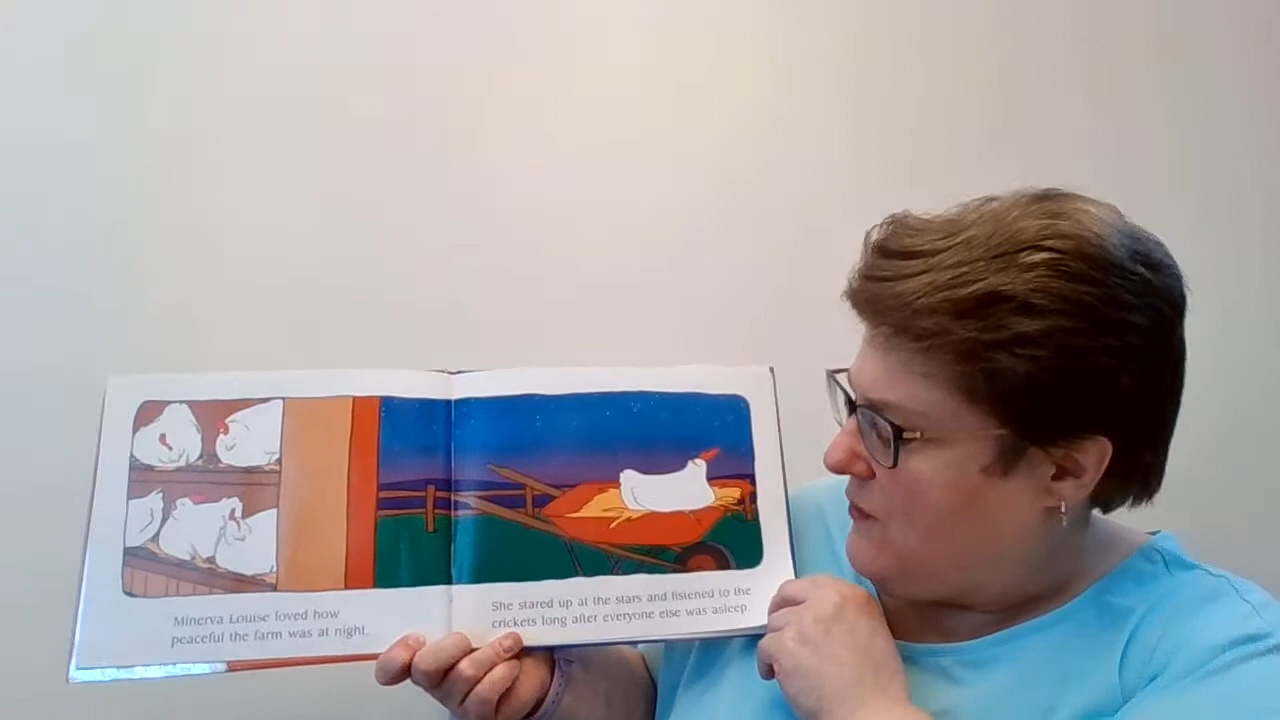 Minerva Louise loved how
peaceful the farm was at night.
She stared up at the stars and listened to the
crickets long after everyone else was asleep.